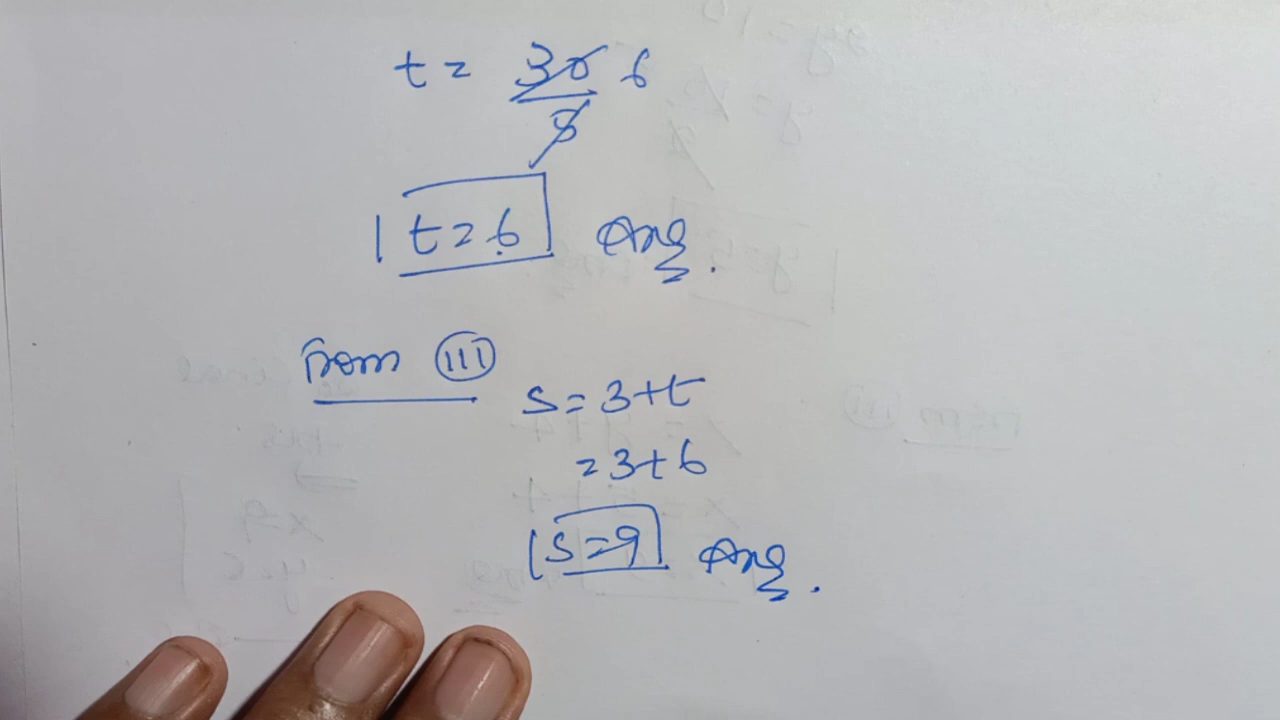 t = 30/5 6
t = 6 Ans.
From (III)
s = 3+t
= 3+6
s = 9 Ans.